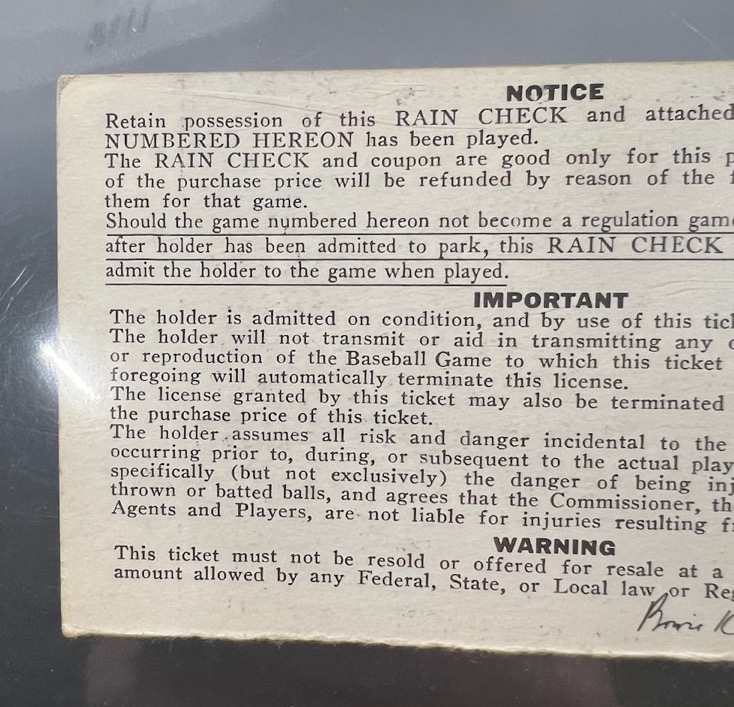 NOTICE
Retain possession of this RAIN CHECK and attached
NUMBERED HEREON has been played.
The RAIN CHECK and coupon are good only for this
of the purchase price will be refunded by reason of the
them for that game.
Should the game numbered hereon not become a regulation
after holder has been admitted to park, this RAIN CHECK
admit the holder to the game when played.
IMPORTANT
The holder is admitted on condition, and by use of this
The holder will not transmit or aid in transmitting any
or reproduction of the Baseball Game to which this ticket
foregoing will automatically terminate this license.
The license granted by this ticket may also be terminated
the purchase price of this ticket.
The holder assumes all risk and danger incidental to the
occurring prior to, during, or subsequent to the actual play
specifically (but not exclusively) the danger of being
thrown or batted balls, and agrees that the Commissioner,
Agents and Players, are not liable for injuries resulting
WARNING
This ticket must not be resold or offered for resale at a
amount allowed by any Federal, State, or Local law or
Bowie K